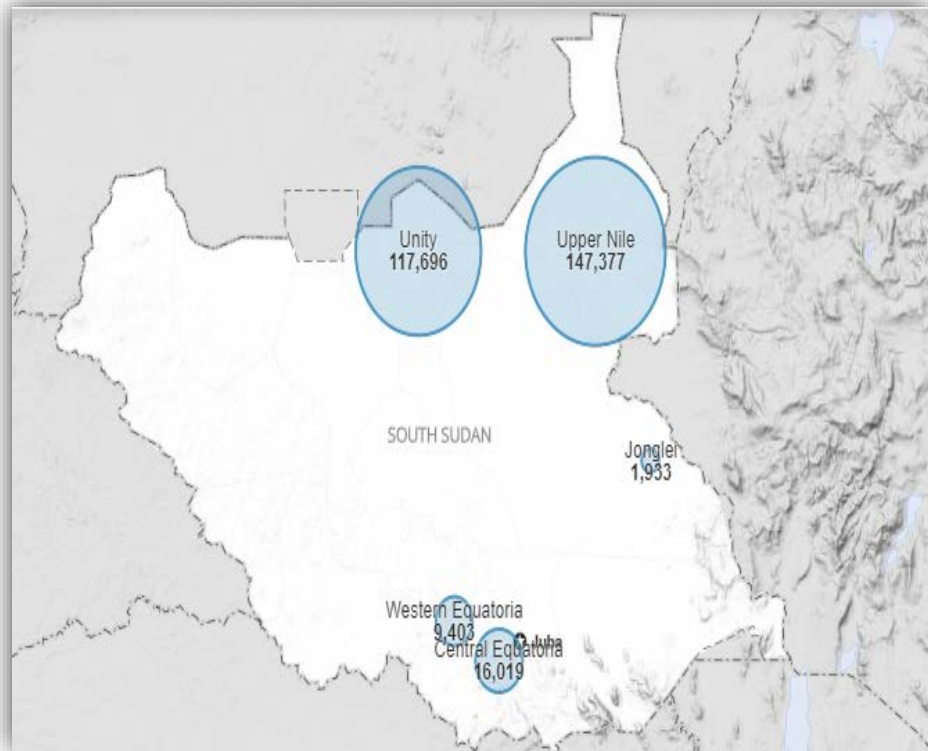 Unity
117,696
Upper Nile
147,377
SOUTH SUDAN
Jonglei
1,933
Western Equatoria
9,403
Juba
Central Equatoria
16,019